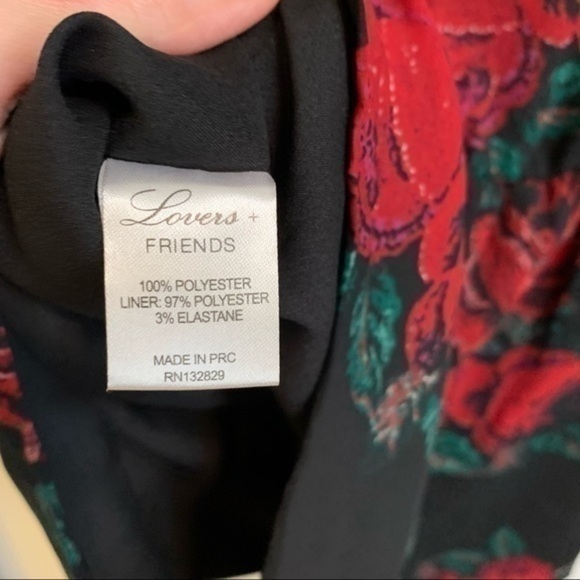 Lovers +
FRIENDS
100% POLYESTER
LINER: 97% POLYESTER
3% ELASTANE
MADE IN PRC
RN132829